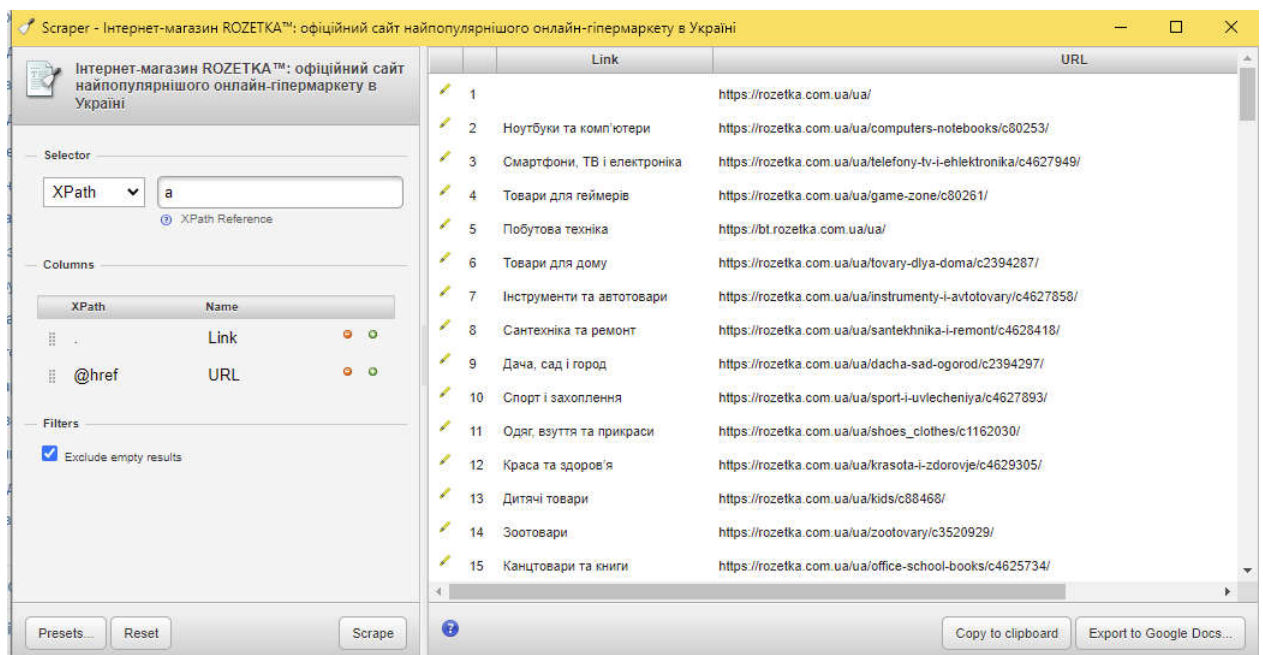 Scraper - Інтернет-магазин ROZETKA™: офіційний сайт найпопулярнішого онлайн-гіпермаркету в Україні
Інтернет-магазин ROZETKA™: офіційний сайт
найпопулярнішого онлайн-гіпермаркету в
Україні
Selector
XPath a
XPath Reference
Columns
XPath Name
. Link
@href URL
Filters
Exclude empty results
Presets... Reset Scrape
Link URL
1 https://rozetka.com.ua/ua/
2 Ноутбуки та комп'ютери https://rozetka.com.ua/ua/computers-notebooks/c80253/
3 Смартфони, ТВ і електроніка https://rozetka.com.ua/ua/telefony-tv-i-ehlektronika/c4627949/
4 Товари для геймерів https://rozetka.com.ua/ua/game-zone/c80261/
5 Побутова техніка https://bt.rozetka.com.ua/ua/
6 Товари для дому https://rozetka.com.ua/ua/tovary-dlya-doma/c2394287/
7 Інструменти та автотовари https://rozetka.com.ua/ua/instrumenty-i-avtotovary/c4627858/
8 Сантехніка та ремонт https://rozetka.com.ua/ua/santekhnika-i-remont/c4628418/
9 Дача, сад і город https://rozetka.com.ua/ua/dacha-sad-ogorod/c2394297/
10 Спорт і захоплення https://rozetka.com.ua/ua/sport-i-uvlecheniya/c4627893/
11 Одяг, взуття та прикраси https://rozetka.com.ua/ua/shoes_clothes/c1162030/
12 Краса та здоров'я https://rozetka.com.ua/ua/krasota-i-zdorovje/c4629305/
13 Дитячі товари https://rozetka.com.ua/ua/kids/c88468/
14 Зоотовари https://rozetka.com.ua/ua/zootovary/c3520929/
15 Канцтовари та книги https://rozetka.com.ua/ua/office-school-books/c4625734/
Copy to clipboard Export to Google Docs...